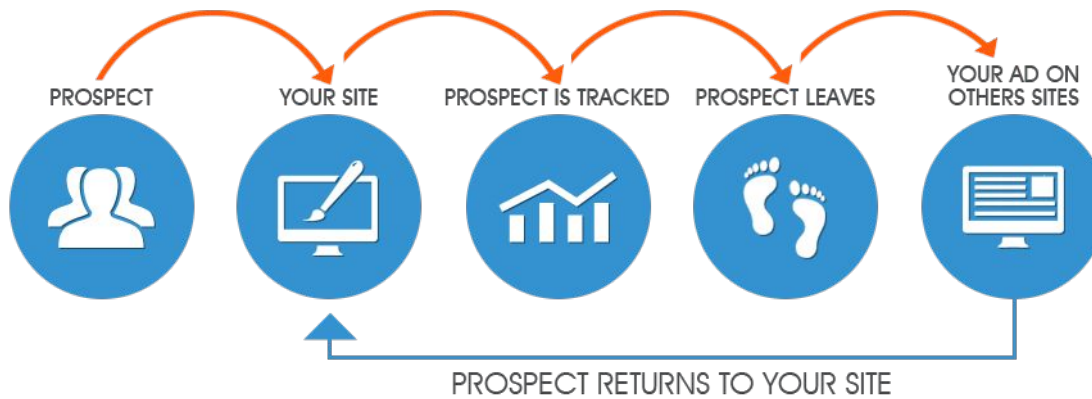 PROSPECT
YOUR SITE
PROSPECT IS TRACKED
PROSPECT LEAVES
YOUR AD ON
OTHERS SITES
PROSPECT RETURNS TO YOUR SITE